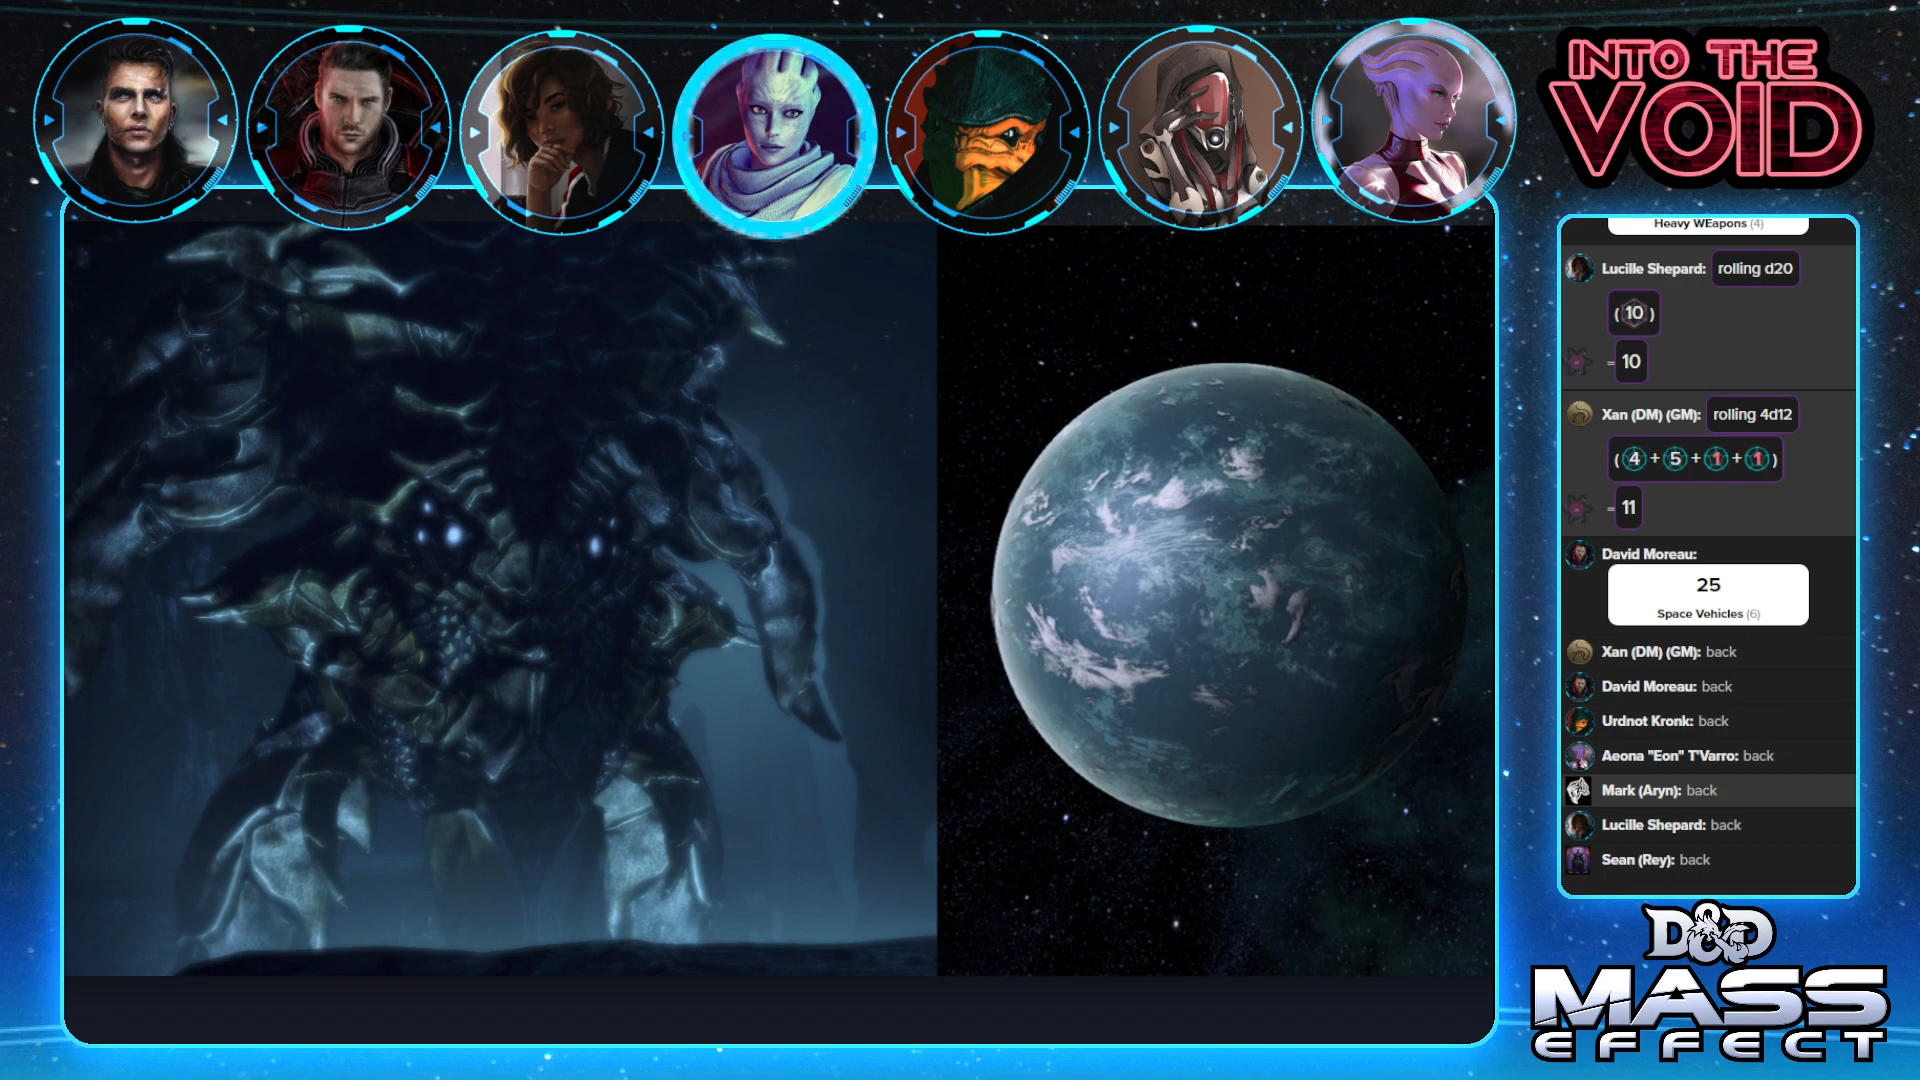 INTO THE
VOID
Heavy WEapons (4)
Lucille Shepard: rolling d20
(10)
=10
Xan (DM) (GM): rolling 4d12
(4+5+1+1)
=11
David Moreau:
25
Space Vehicles (6)
Xan (DM) (GM): back
David Moreau: back
Urdnot Kronk: back
Aeona "Eon" T'Varro: back
Mark (Aryn): back
Lucille Shepard: back
Sean (Rey): back
D&D
MASS
EFFECT